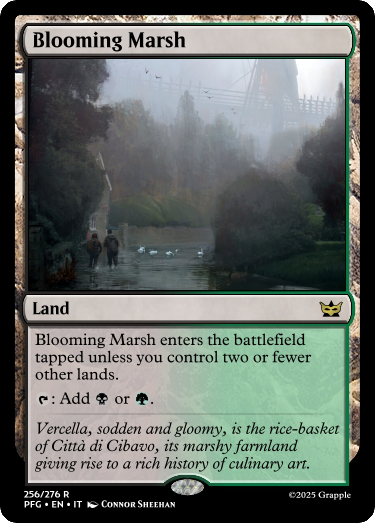 Blooming Marsh
Land
Blooming Marsh enters the battlefield
tapped unless you control two or fewer
other lands.
: Add or .
Vercella, sodden and gloomy, is the rice-basket
of Città di Cibavo, its marshy farmland
giving rise to a rich history of culinary art.
256/276 R
PFG • EN • IT Connor Sheehan
©2025 Grapple